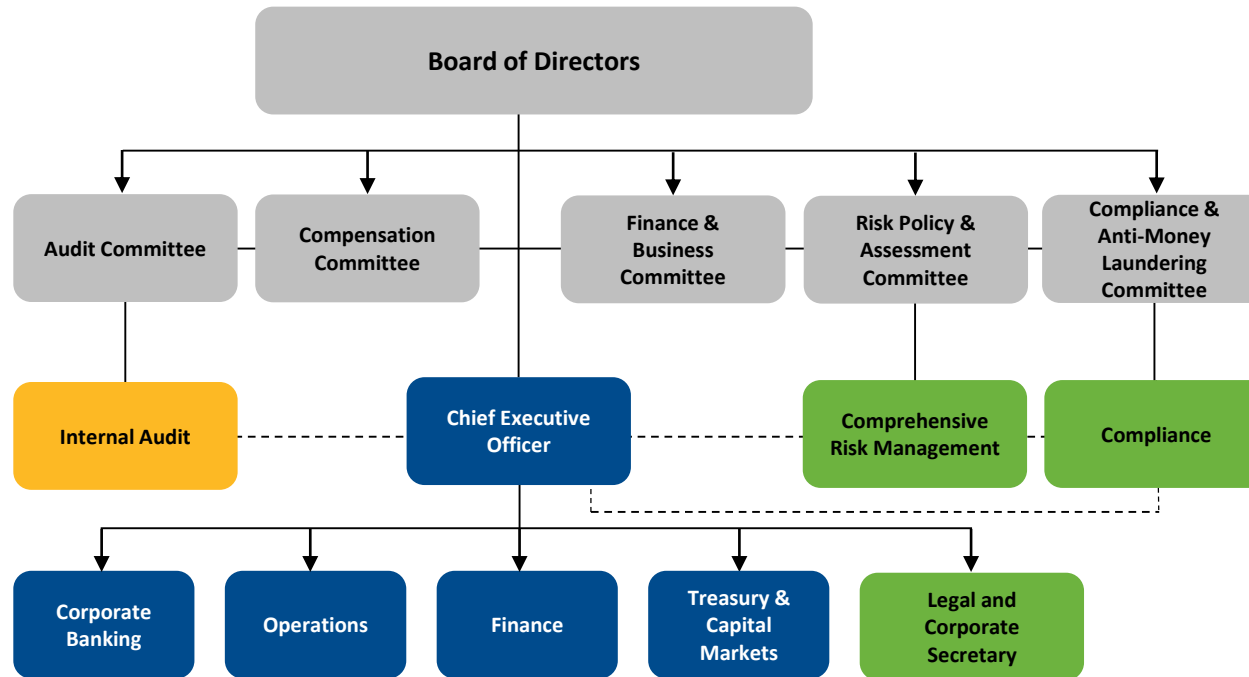 Board of Directors
Audit Committee
Compensation
Committee
Finance &
Business
Committee
Risk Policy &
Assessment
Committee
Compliance &
Anti-Money
Laundering
Committee
Internal Audit
Chief Executive
Officer
Comprehensive
Risk Management
Compliance
Corporate
Banking
Operations
Finance
Treasury &
Capital
Markets
Legal and
Corporate
Secretary